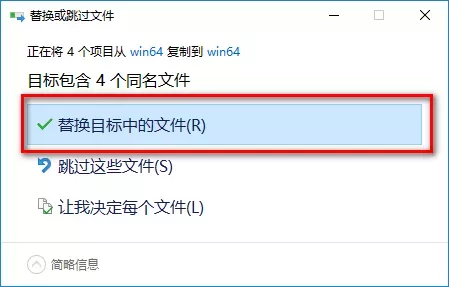 替换或跳过文件
正在将 4 个项目从 win64 复制到 win64
目标包含 4 个同名文件
替换目标中的文件(R)
跳过这些文件(S)
让我决定每个文件(L)
简略信息